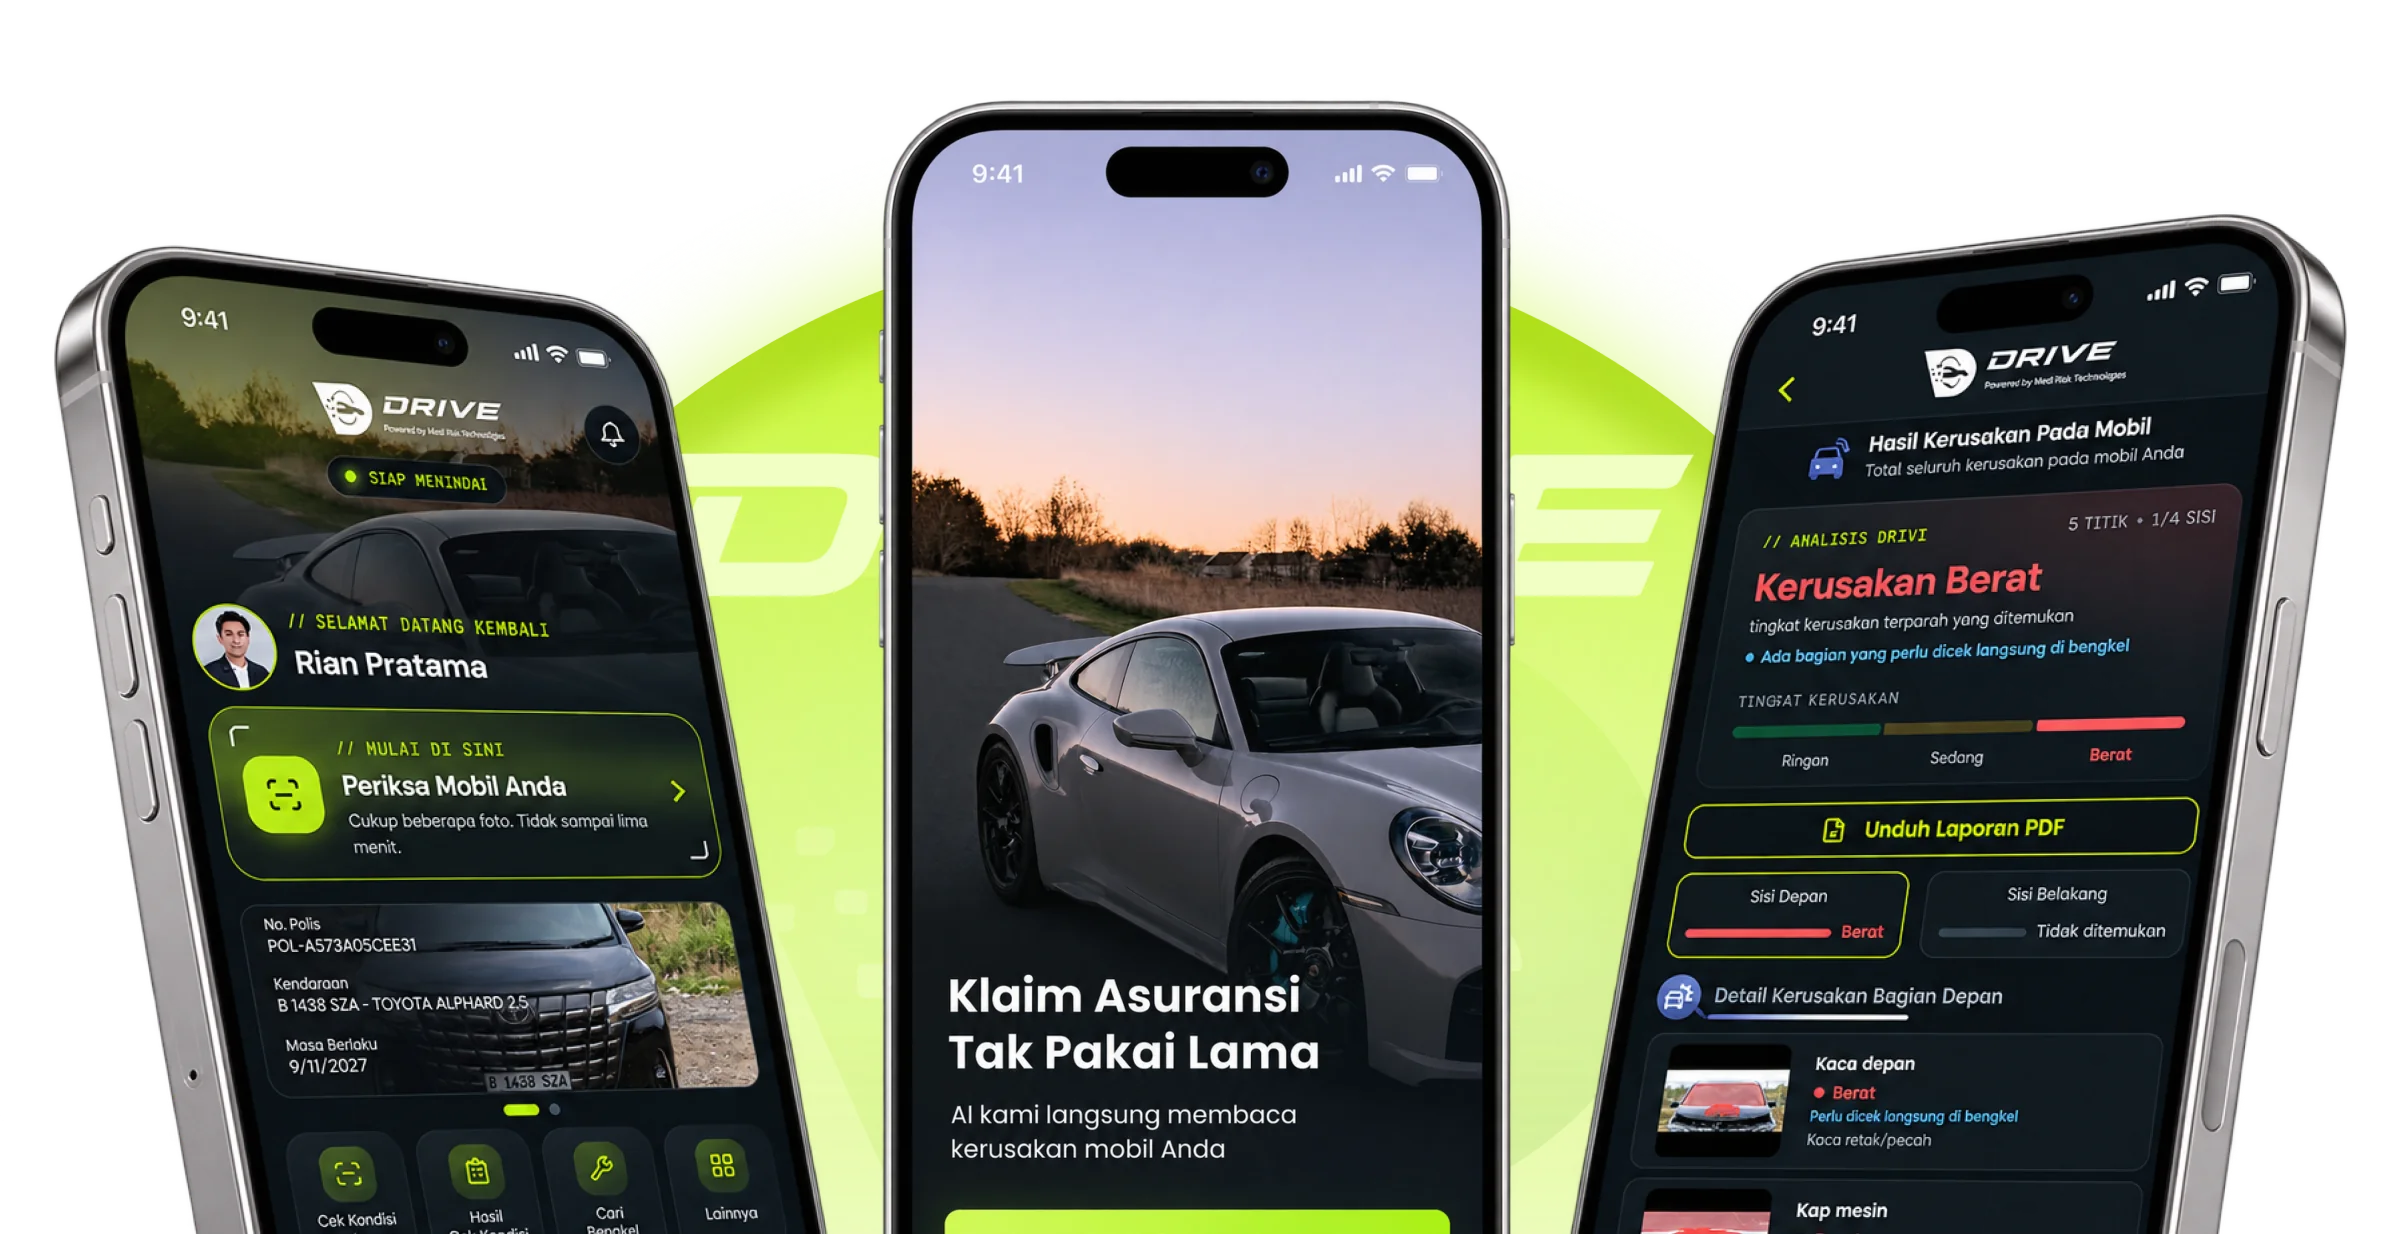 9:41
DRIVE
SIAP MENINDAI
// SELAMAT DATANG KEMBALI
Rian Pratama
// MULAI DI SINI
Periksa Mobil Anda
Cukup beberapa foto. Tidak sampai lima
menit.
No. Polis
POL-A573A05CEE31
Kendaraan
B 1438 SZA - TOYOTA ALPHARD 2.5
Masa Berlaku
9/11/2027
B 1438 SZA
Cek Kondisi
Hasil
Cek Kondisi
Cari
Bengkel
Lainnya
D
E
9:41
Klaim Asuransi
Tak Pakai Lama
AI kami langsung membaca
kerusakan mobil Anda
9:41
DRIVE
Powered by
Technologies
Hasil Kerusakan Pada Mobil
Total seluruh kerusakan pada mobil Anda
// ANALISIS DRIVI
5 TITIK • 1/4 SISI
Kerusakan Berat
tingkat kerusakan terparah yang ditemukan
Ada bagian yang perlu dicek langsung di bengkel
KERUSAKAN
Ringan
Sedang
Berat
Unduh Laporan PDF
Sisi Depan
Berat
Sisi Belakang
Tidak ditemukan
Detail Kerusakan Bagian Depan
Kaca depan
Berat
Perlu dicek langsung di bengkel
Kaca retak/pecah
Kap mesin